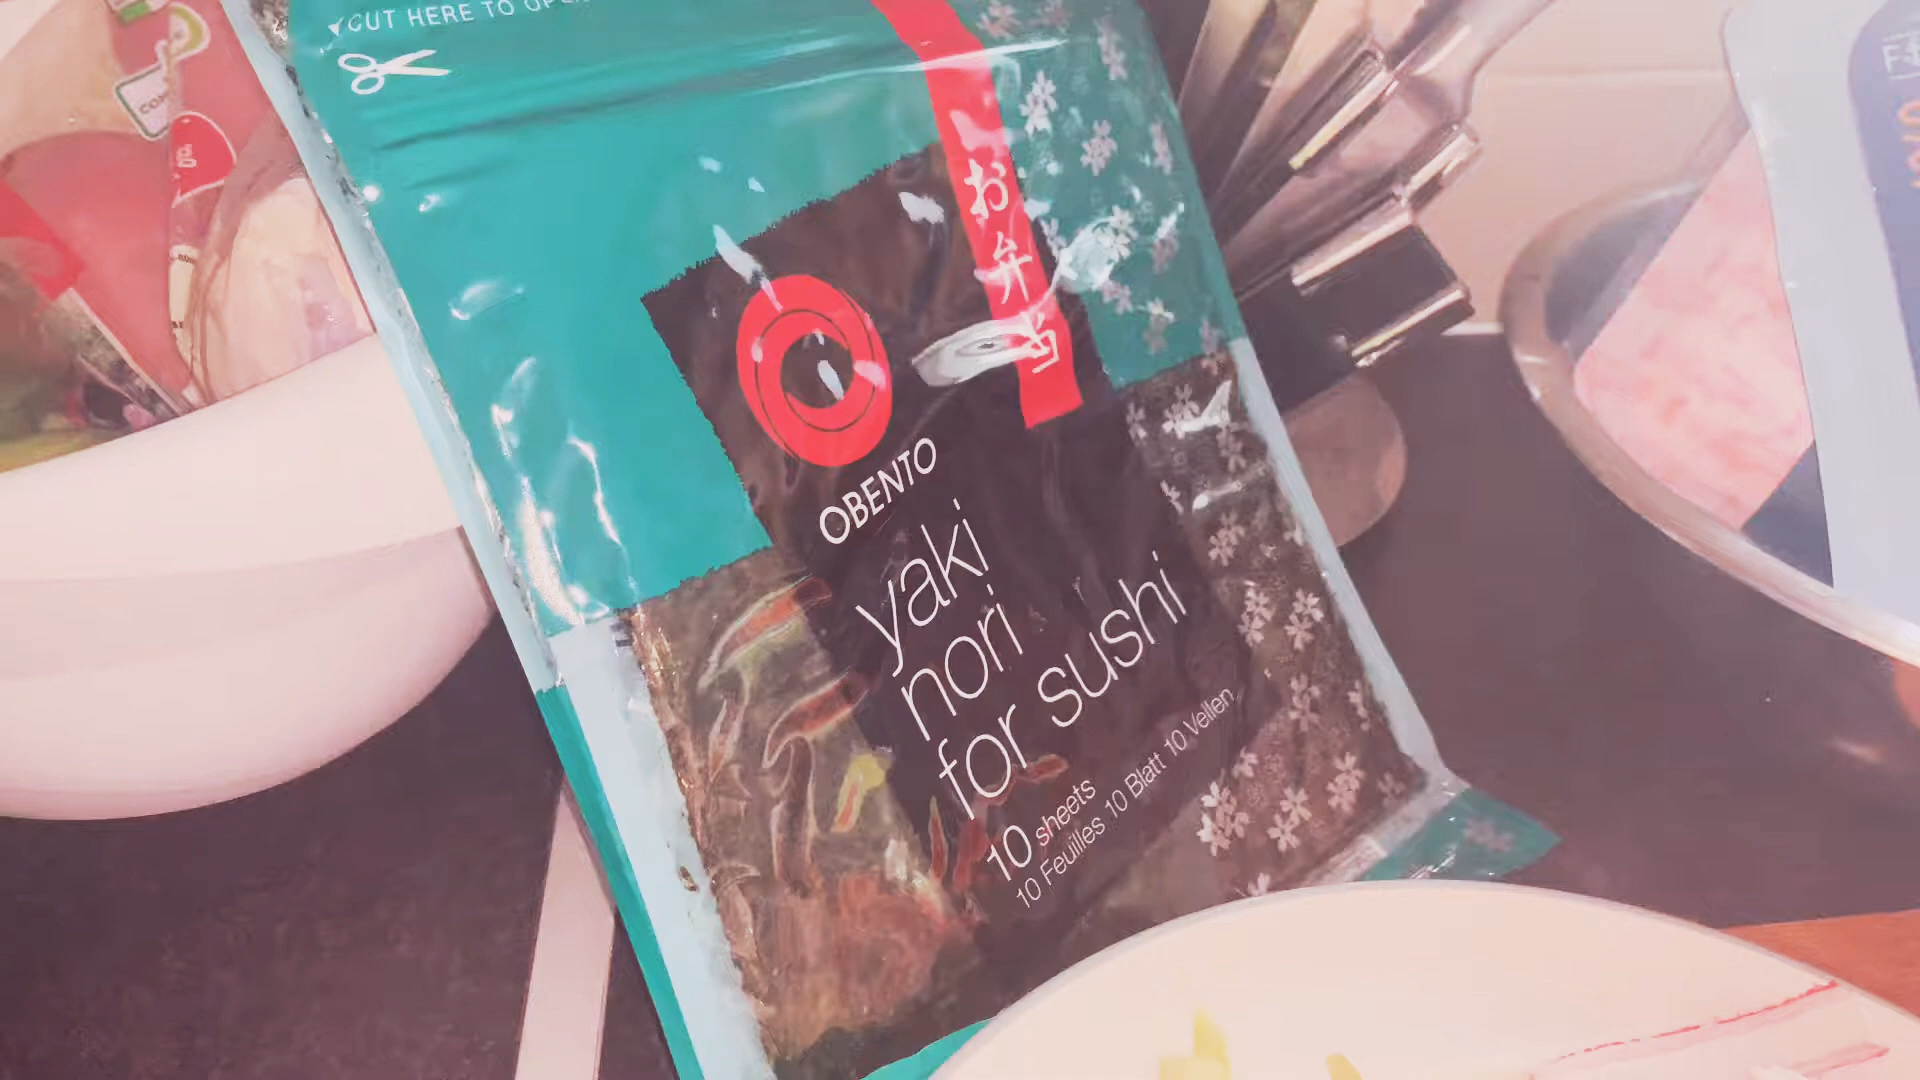 CUT HERE TO OPEN
お弁当
OBENTO
yaki
nori
for sushi
10 sheets
10 Feuilles 10 Blatt 10 Vellen